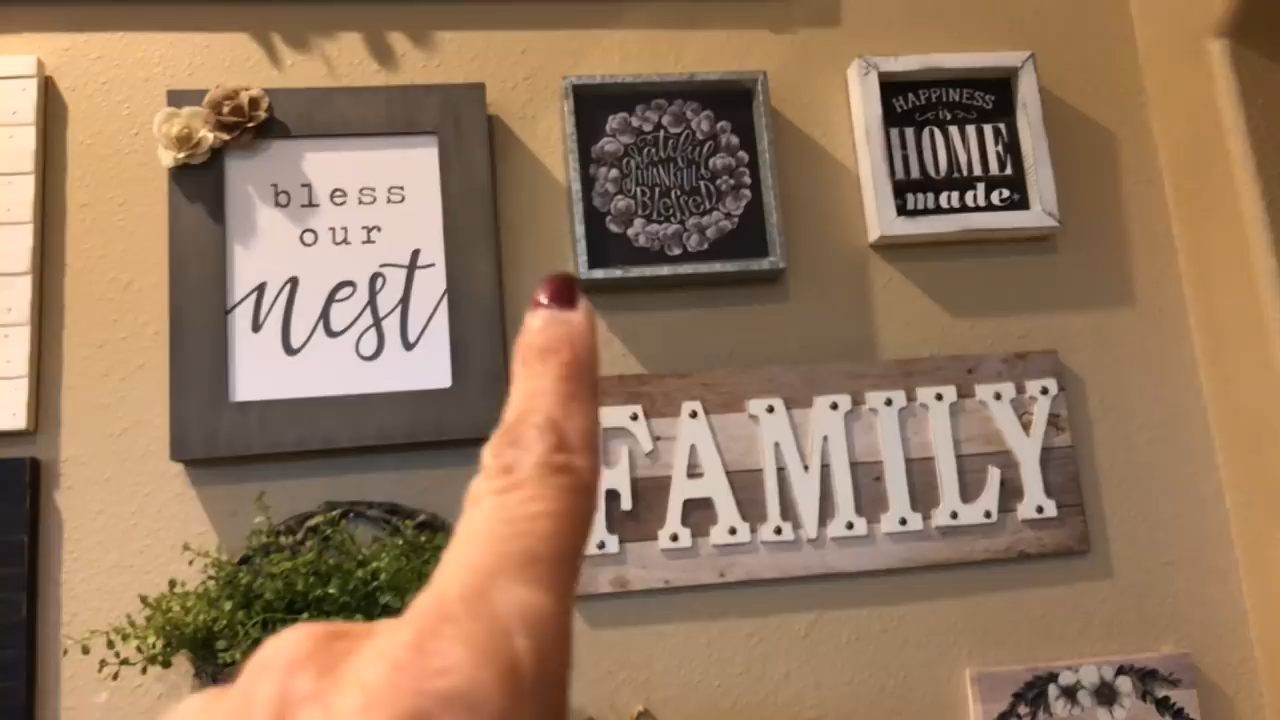 bless
our
nest
grateful
THANKFUL
BLesseD
HAPPINESS
is
HOME
made
FAMILY